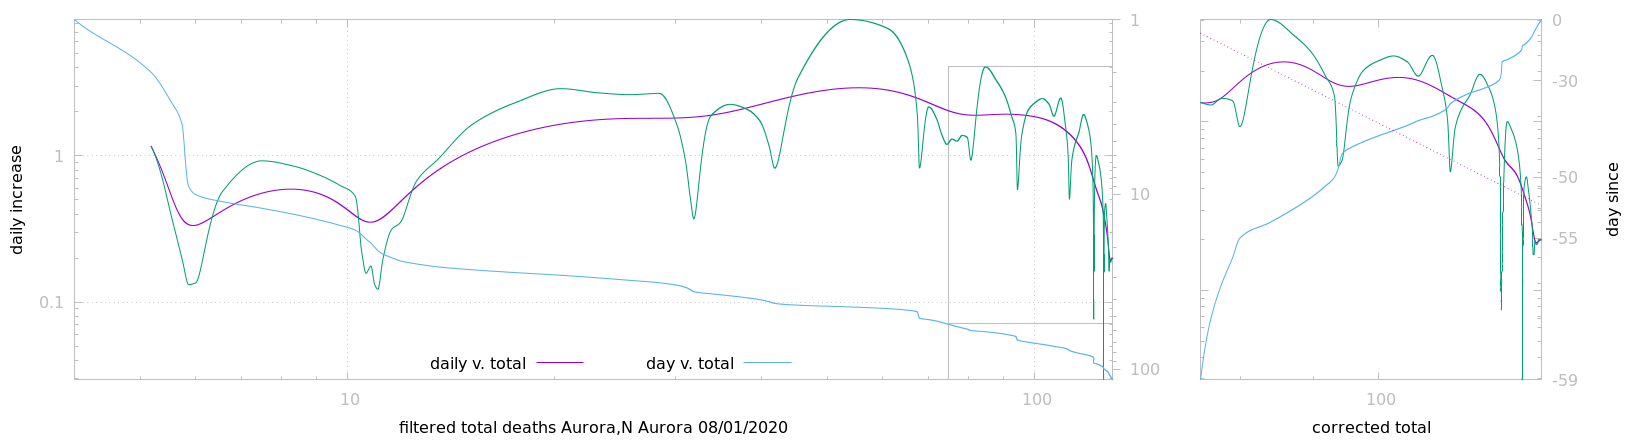 daily increase
1
0.1
10
100
1
10
100
daily v. total
day v. total
filtered total deaths Aurora,N Aurora 08/01/2020
0
-30
-50
-55
-59
day since
100
corrected total